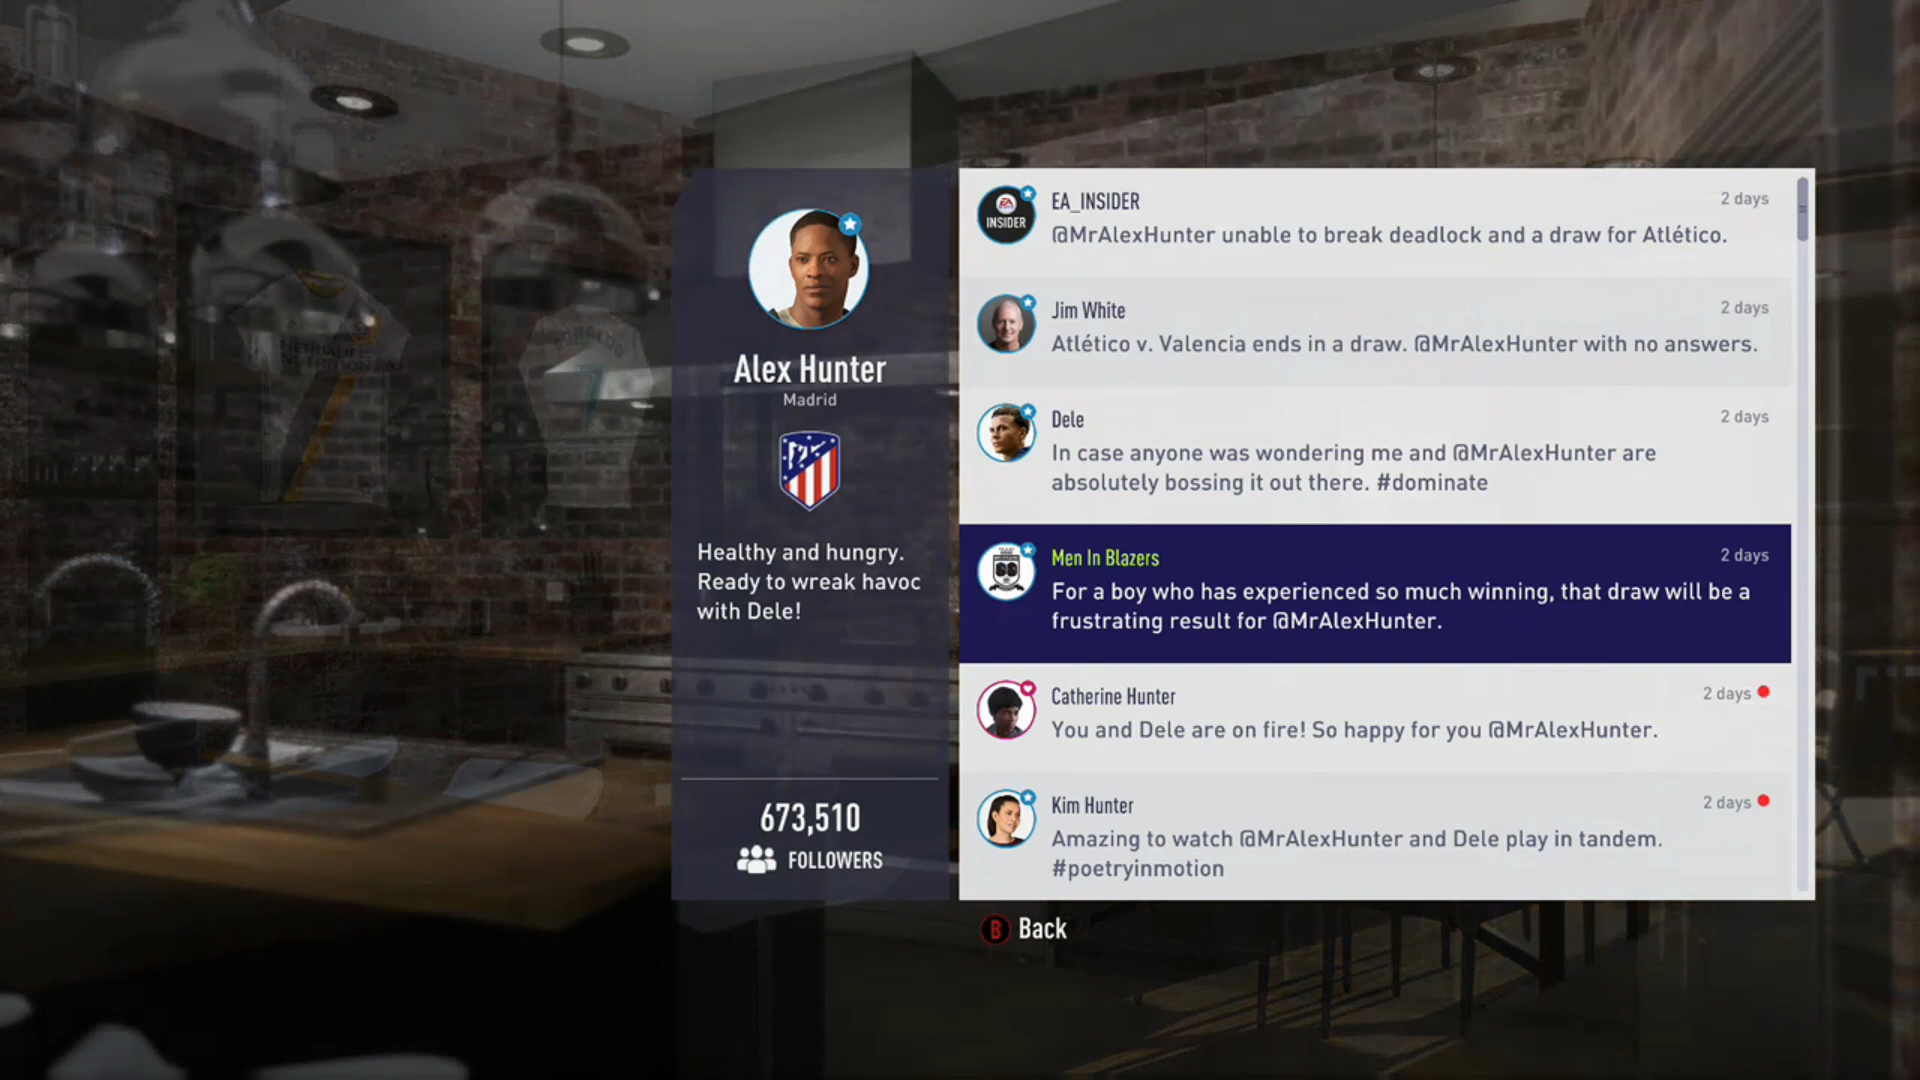 HERBALIFE
NUTRITION
RONALDO
7
Alex Hunter
Madrid
Healthy and hungry.
Ready to wreak havoc
with Dele!
673,510
FOLLOWERS
EA
INSIDER
EA_INSIDER
2 days
@MrAlexHunter unable to break deadlock and a draw for Atlético.
Jim White
2 days
Atlético v. Valencia ends in a draw. @MrAlexHunter with no answers.
Dele
2 days
In case anyone was wondering me and @MrAlexHunter are
absolutely bossing it out there. #dominate
Men In Blazers
2 days
For a boy who has experienced so much winning, that draw will be a
frustrating result for @MrAlexHunter.
Catherine Hunter
2 days
You and Dele are on fire! So happy for you @MrAlexHunter.
Kim Hunter
2 days
Amazing to watch @MrAlexHunter and Dele play in tandem.
#poetryinmotion
B Back